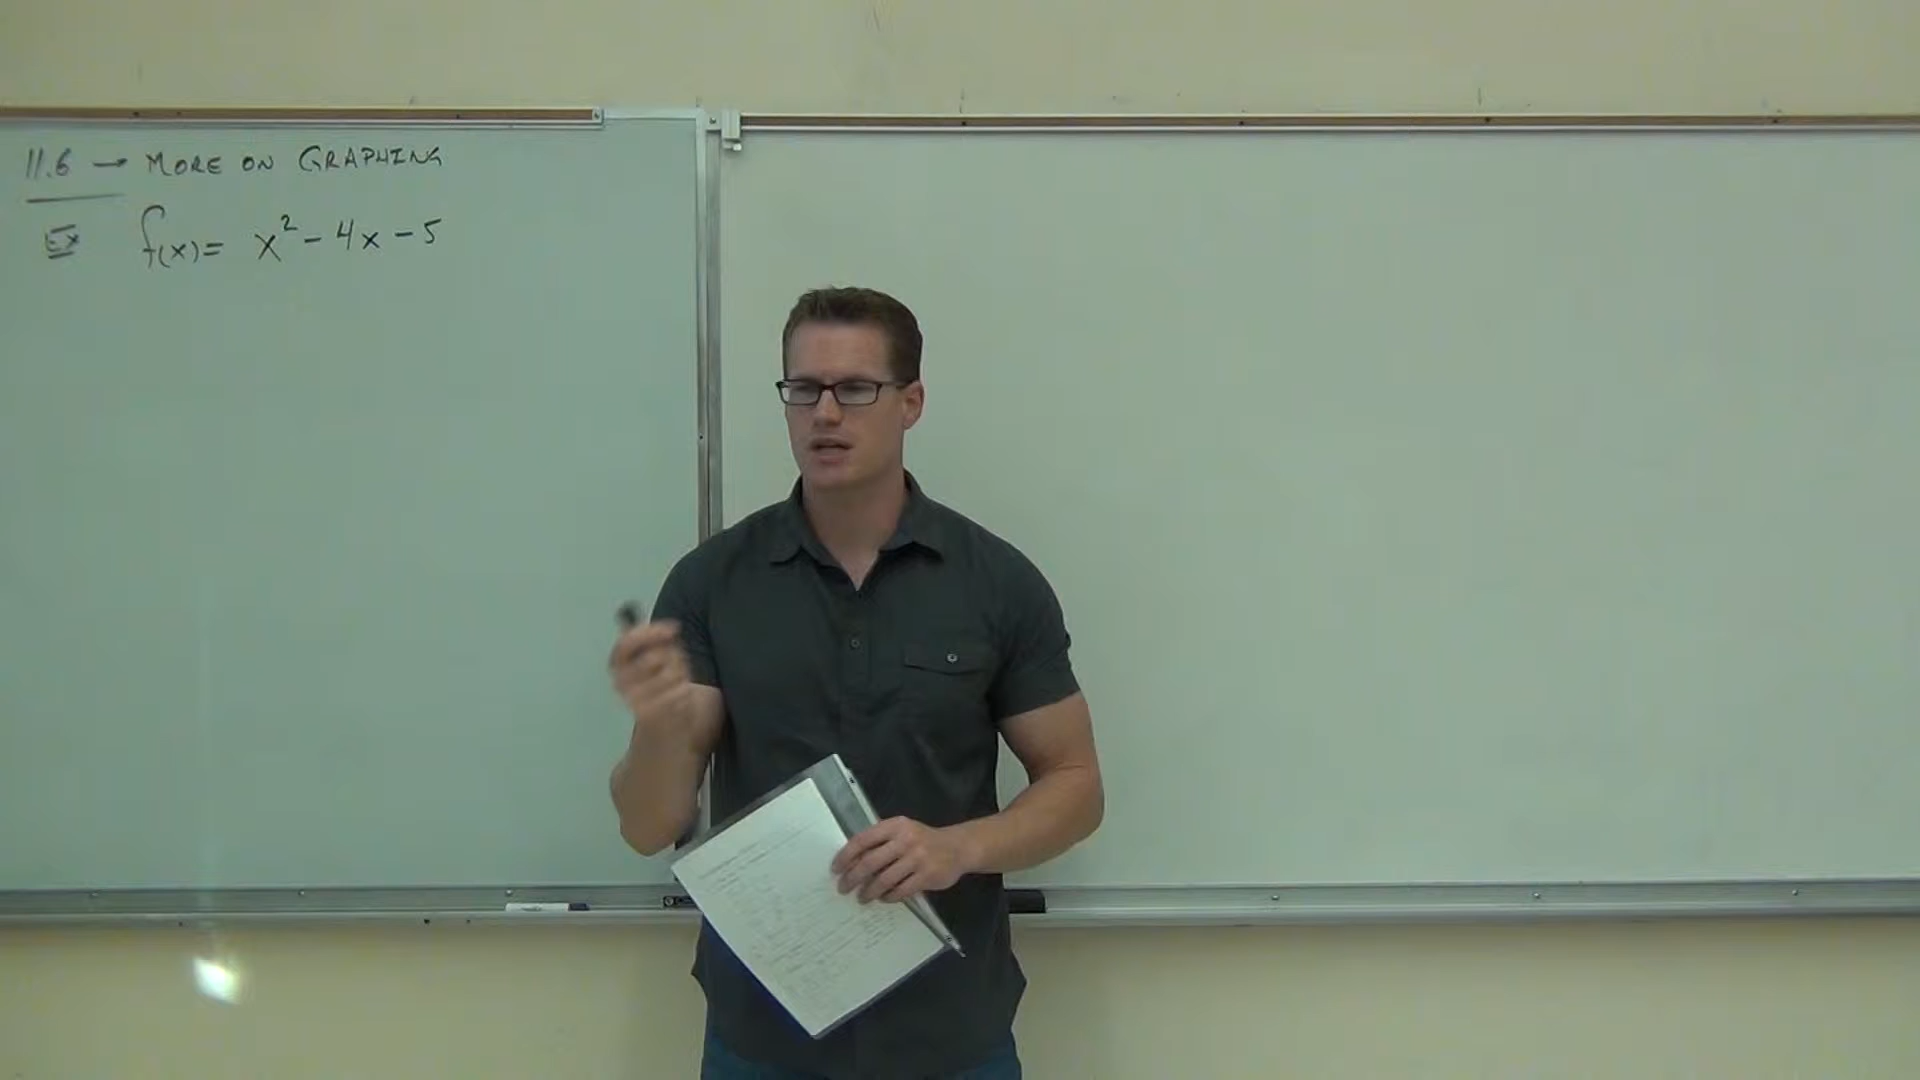 11.6 → MORE ON GRAPHING
Ex f(x) = x² - 4x - 5